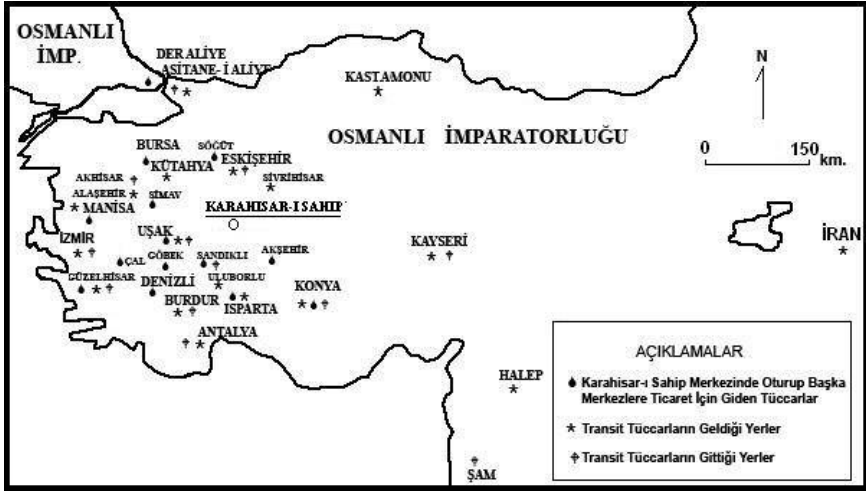 OSMANLI
İMP.
DERALİYE
ASİTANE-İ ALİYE
KASTAMONU
N
OSMANLI İMPARATORLUĞU
0 150
km.
BURSA
SÖĞÜT
KÜTAHYA
ESKİŞEHİR
AKHİSAR
SİVRİHİSAR
ALAŞEHİR
SİMAV
MANİSA
KARAHISAR-I SAHIP
UŞAK
İZMİR
KAYSERİ
İRAN
ÇAL
GÖBEK
SANDIKLI
AKŞEHİR
GÜZELHİSAR
DENİZLİ
ULUBORLU
KONYA
BURDUR
ISPARTA
ANTALYA
HALEP
ŞAM
AÇIKLAMALAR
Karahisar-ı Sahip Merkezinde Oturup Başka
Merkezlere Ticaret İçin Giden Tüccarlar
Transit Tüccarların Geldiği Yerler
Transit Tüccarların Gittiği Yerler